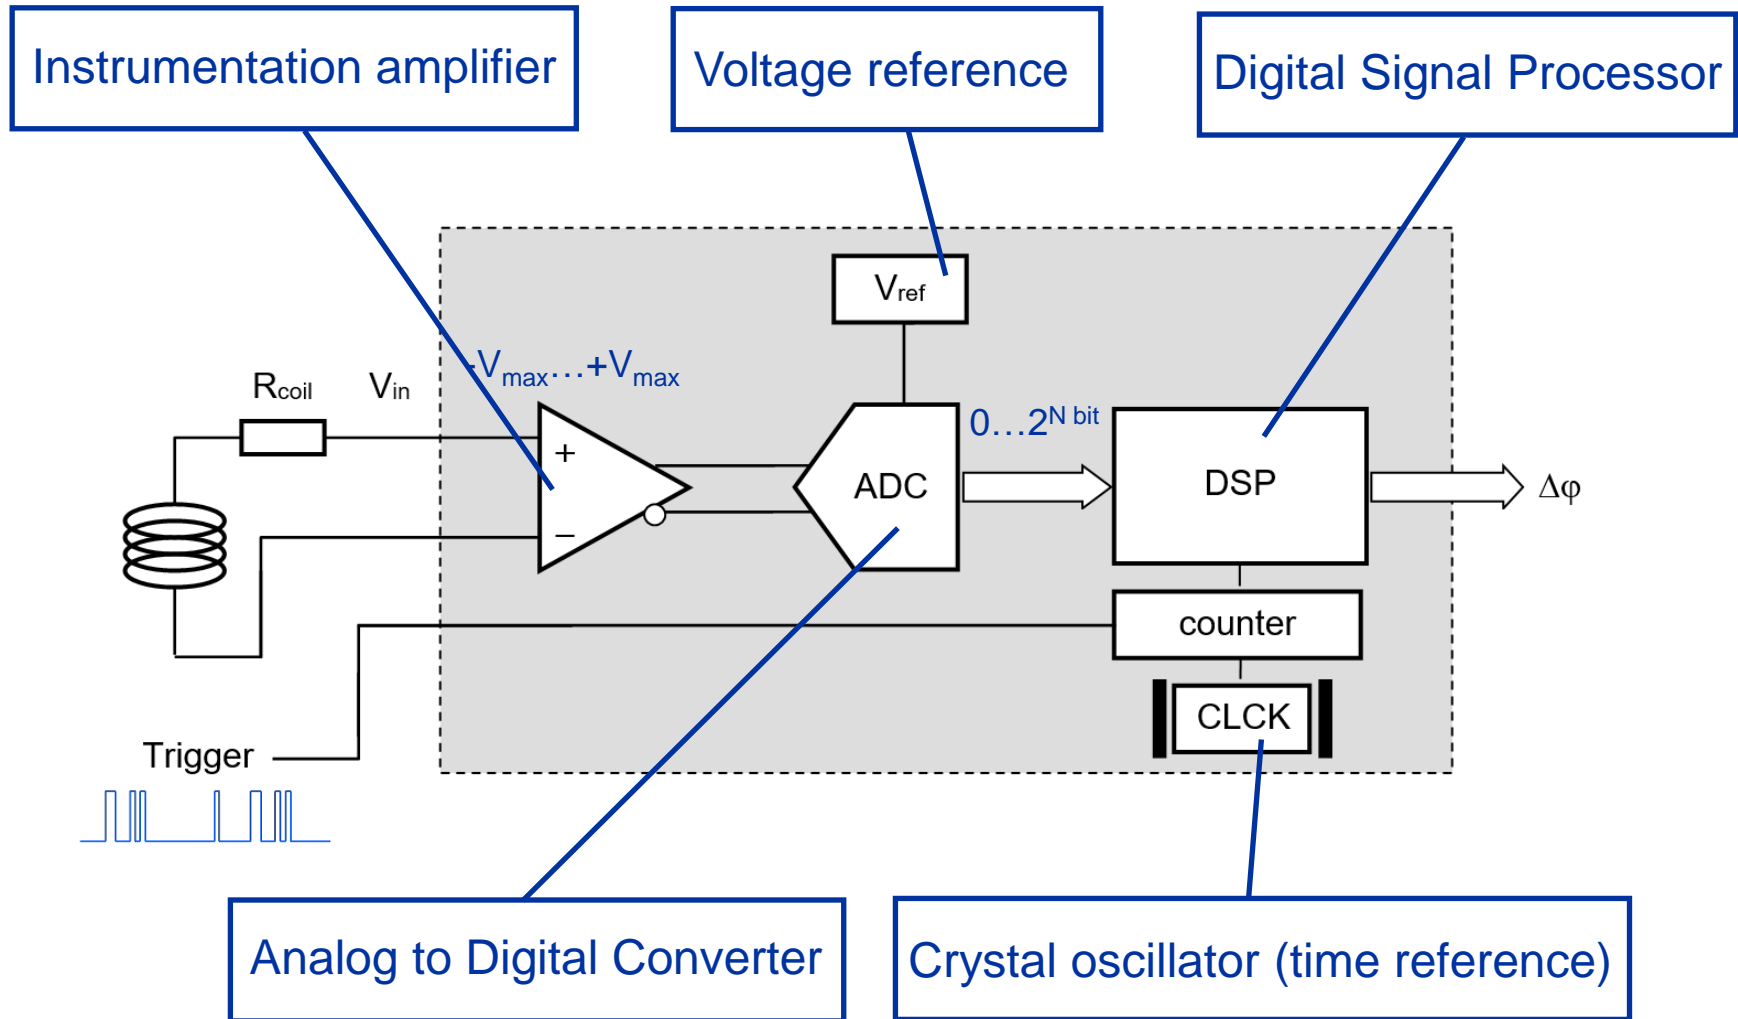 Instrumentation amplifier
Voltage reference
Digital Signal Processor
Vref
-Vmax…+Vmax
Rcoil
Vin
0…2N bit
+
−
ADC
DSP
Δφ
counter
CLCK
Trigger
Analog to Digital Converter
Crystal oscillator (time reference)